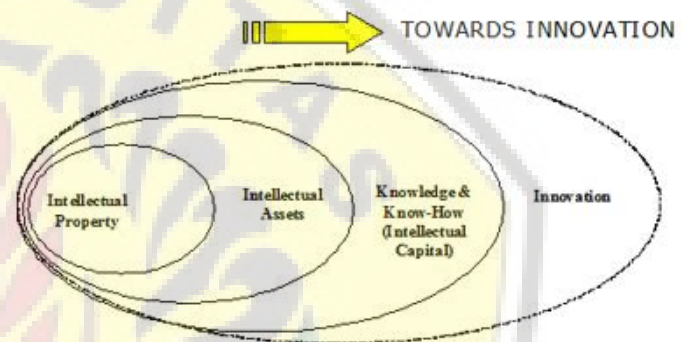 TOWARDS INNOVATION
Intellectual
Property
Intellectual
Assets
Knowledge &
Know-How
(Intellectual
Capital)
Innovation